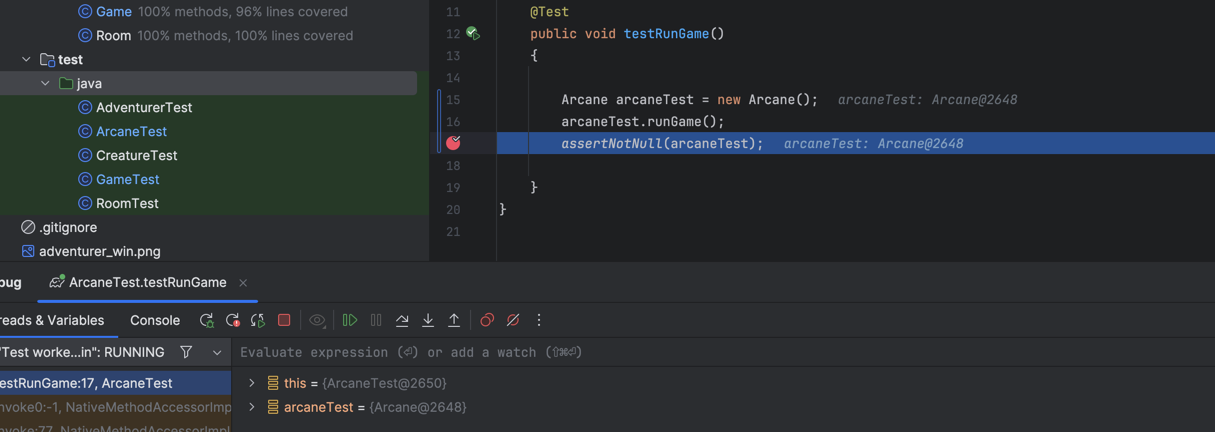 Game 100% methods, 96% lines covered
Room 100% methods, 100% lines covered
test
java
AdventurerTest
ArcaneTest
CreatureTest
GameTest
RoomTest
.gitignore
adventurer_win.png
11 @Test
12 public void testRunGame()
13 {
14
15 Arcane arcaneTest = new Arcane(); arcaneTest: Arcane@2648
16 arcaneTest.runGame();
assertNotNull(arcaneTest); arcaneTest: Arcane@2648
18
19 }
20 }
21
bug ArcaneTest.testRunGame
reads & Variables Console
"Test worke...in": RUNNING Evaluate expression (⏎) or add a watch (⇧⌘⏎)
estRunGame:17, ArcaneTest
nvoke0:-1, NativeMethodAccessorImp
nvoke:77, NativeMethodAccessorImpl
this = {ArcaneTest@2650}
arcaneTest = {Arcane@2648}